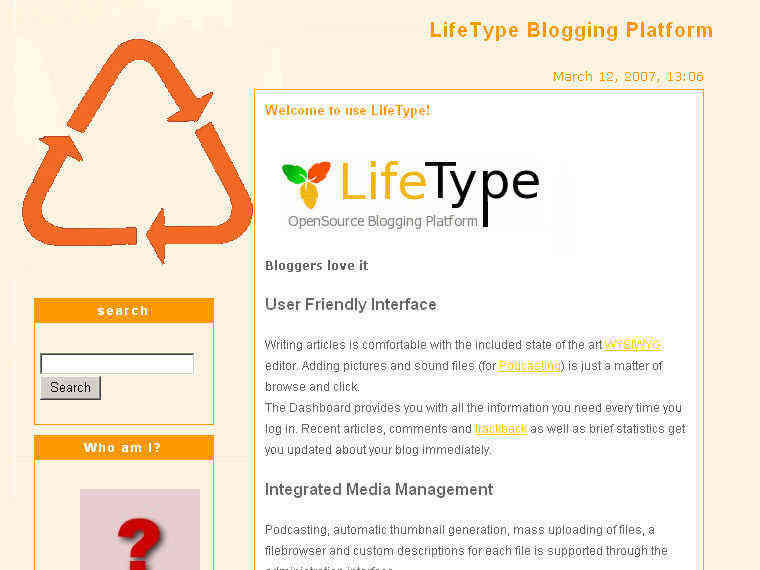 LifeType Blogging Platform
March 12, 2007, 13:06
Welcome to use LifeType!
LifeType
OpenSource Blogging Platform
Bloggers love it
User Friendly Interface
Writing articles is comfortable with the included state of the art WYSIWYG
editor. Adding pictures and sound files (for Podcasting) is just a matter of
browse and click.
The Dashboard provides you with all the information you need every time you
log in. Recent articles, comments and trackback as well as brief statistics get
you updated about your blog immediately.
Integrated Media Management
Podcasting, automatic thumbnail generation, mass uploading of files, a
filebrowser and custom descriptions for each file is supported through the
administration interface.
search
Search
Who am I?
?